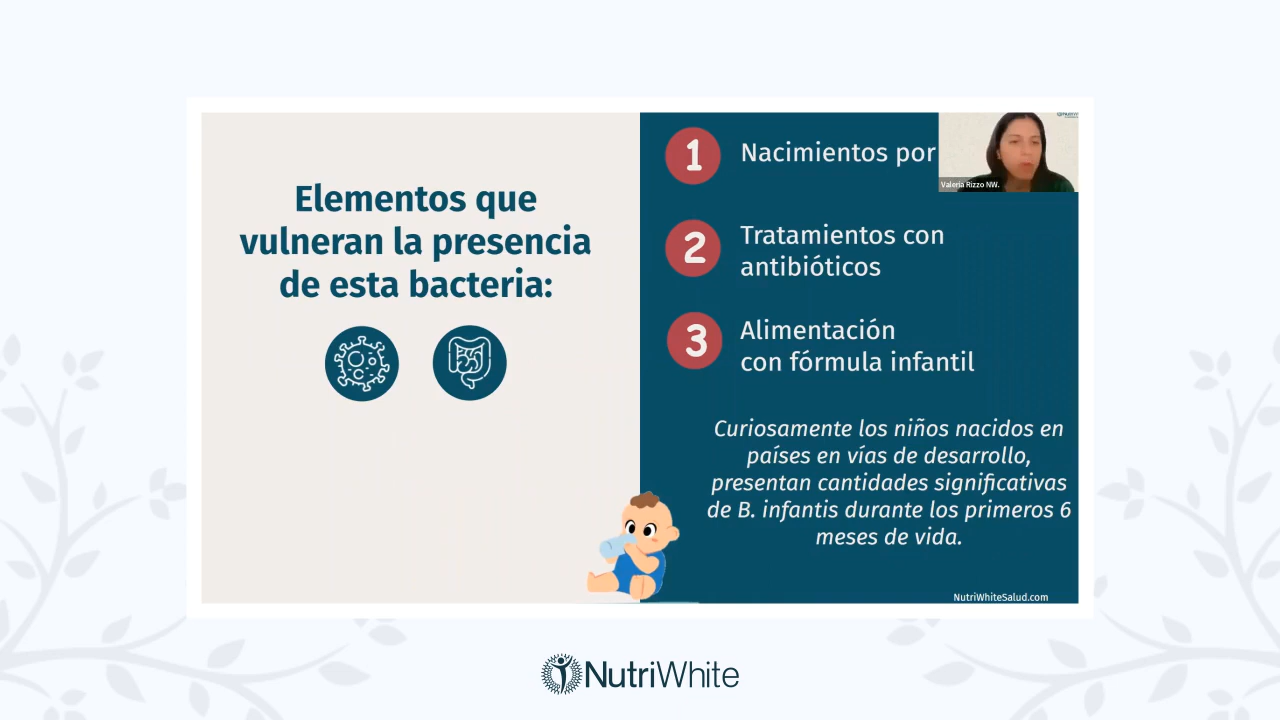 Elementos que
vulneran la presencia
de esta bacteria:
1 Nacimientos por
Valeria Rizzo NW.
2 Tratamientos con
antibióticos
3 Alimentación
con fórmula infantil
Curiosamente los niños nacidos en
países en vías de desarrollo,
presentan cantidades significativas
de B. infantis durante los primeros 6
meses de vida.
NutriWhiteSalud.com
NutriWhite